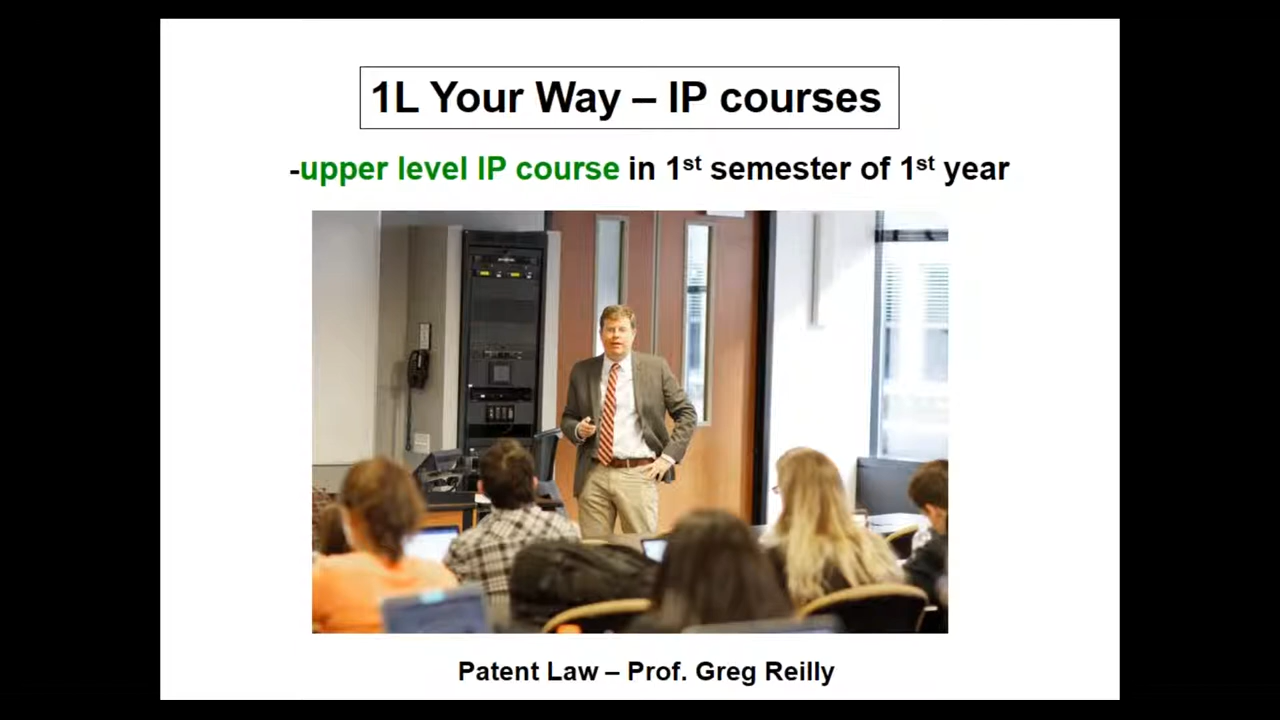 1L Your Way – IP courses
-upper level IP course in 1st semester of 1st year
Patent Law – Prof. Greg Reilly